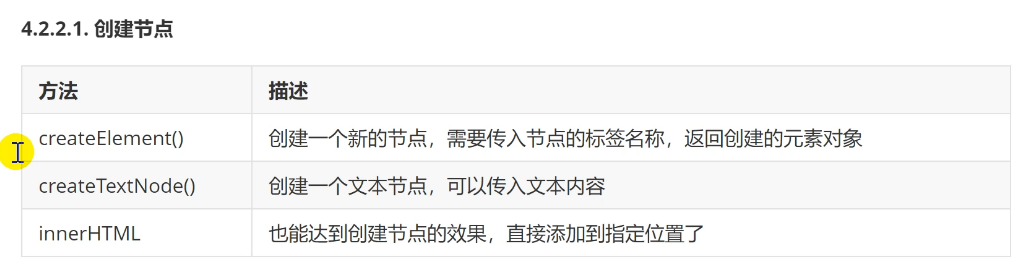 4.2.2.1. 创建节点
方法 描述
createElement() 创建一个新的节点，需要传入节点的标签名称，返回创建的元素对象
createTextNode() 创建一个文本节点，可以传入文本内容
innerHTML 也能达到创建节点的效果，直接添加到指定位置了